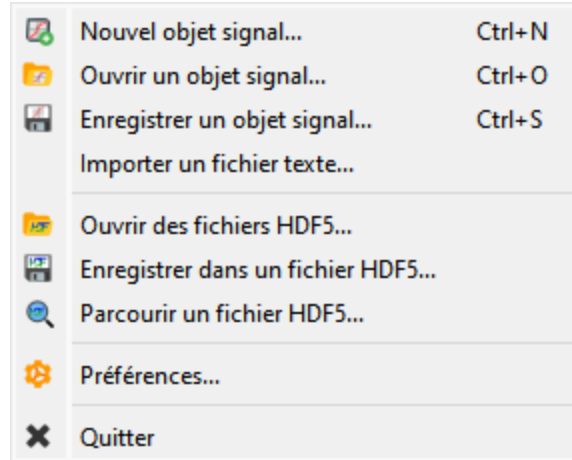 Nouvel objet signal... Ctrl+N
Ouvrir un objet signal... Ctrl+O
Enregistrer un objet signal... Ctrl+S
Importer un fichier texte...
Ouvrir des fichiers HDF5...
Enregistrer dans un fichier HDF5...
Parcourir un fichier HDF5...
Préférences...
Quitter